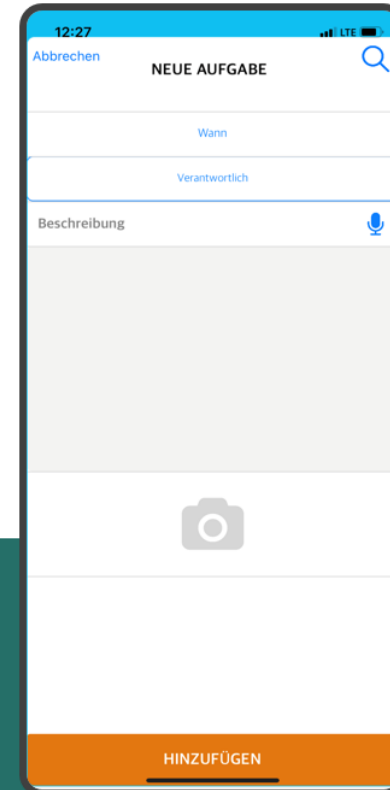 12:27
LTE
Abbrechen
NEUE AUFGABE
Wann
Verantwortlich
Beschreibung
HINZUFÜGEN